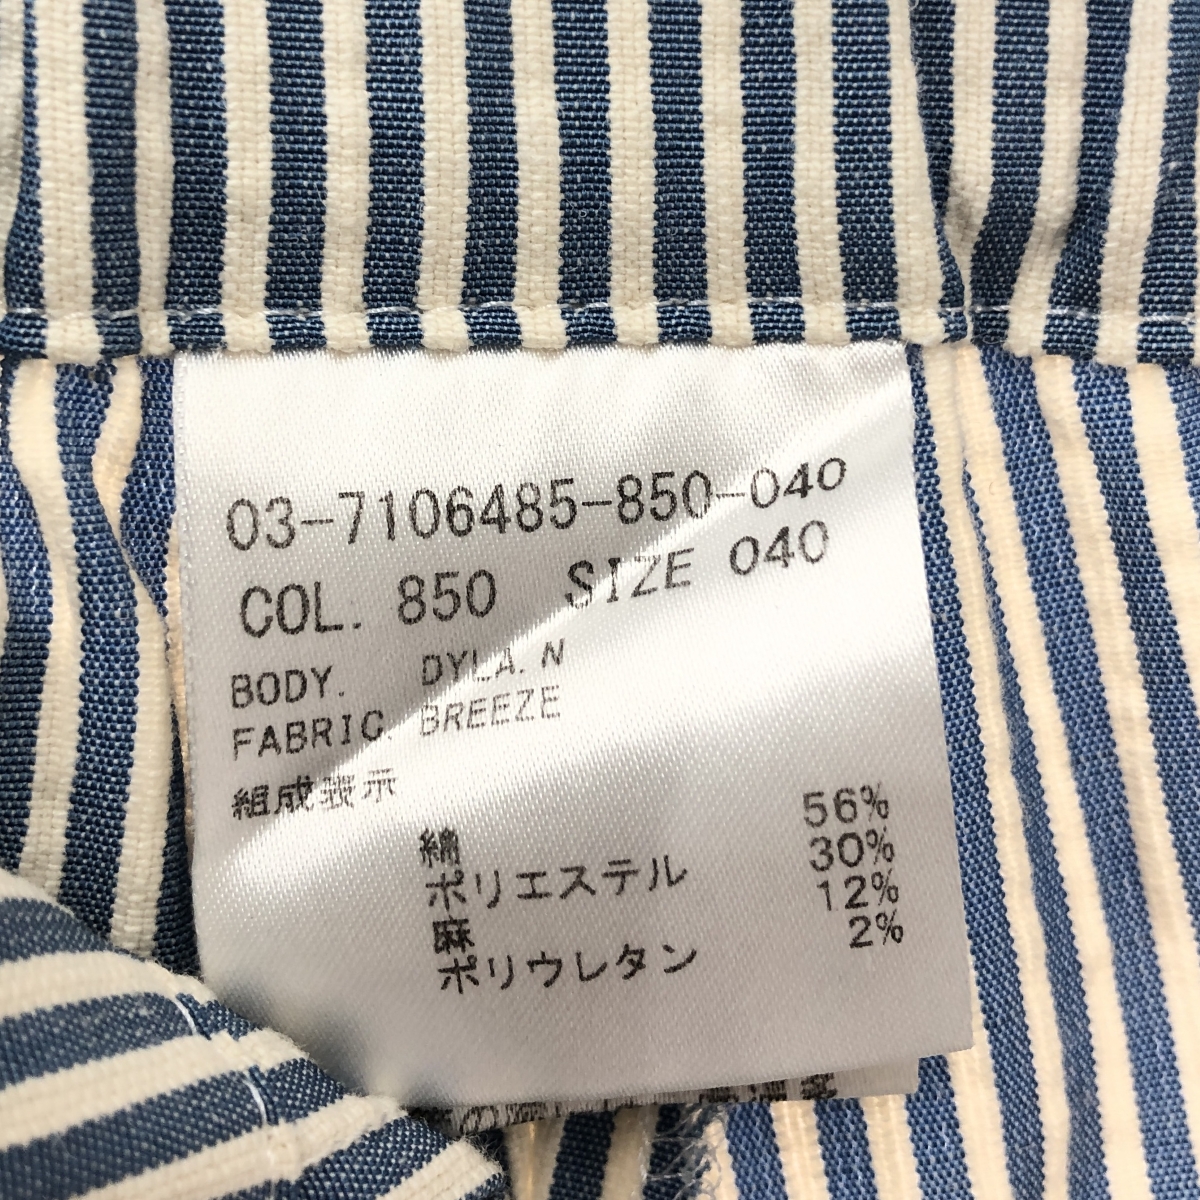 03-7106485-850-040
COL. 850 SIZE 040
BODY. DYLA. N
FABRIC BREEZE
組成表示
綿 56%
ポリエステル 30%
麻 12%
ポリウレタン 2%